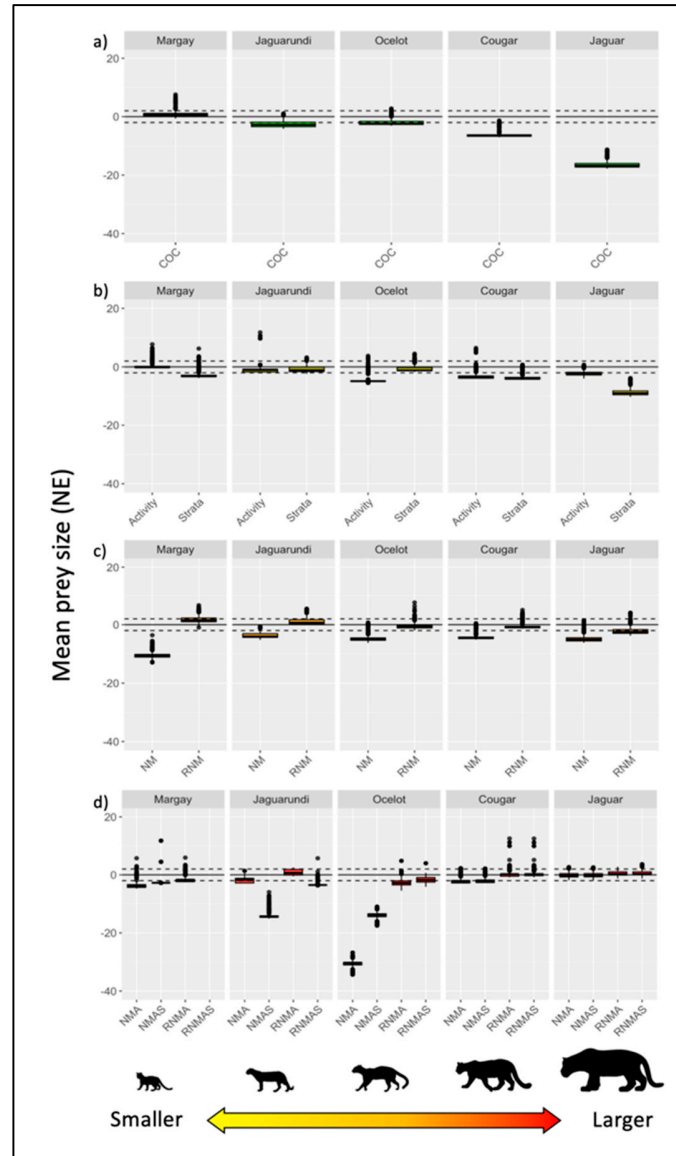 Mean prey size (NE)
a)
Margay Jaguarundi Ocelot Cougar Jaguar
20
0
-20
-40
COC COC COC COC COC
b)
Margay Jaguarundi Ocelot Cougar Jaguar
20
0
-20
-40
Activity Strata Activity Strata Activity Strata Activity Strata Activity Strata
c)
Margay Jaguarundi Ocelot Cougar Jaguar
20
0
-20
-40
NM RNM NM RNM NM RNM NM RNM NM RNM
d)
Margay Jaguarundi Ocelot Cougar Jaguar
20
0
-20
-40
NMA NMAS RNMA RNMAS NMA NMAS RNMA RNMAS NMA NMAS RNMA RNMAS NMA NMAS RNMA RNMAS NMA NMAS RNMA RNMAS
Smaller Larger